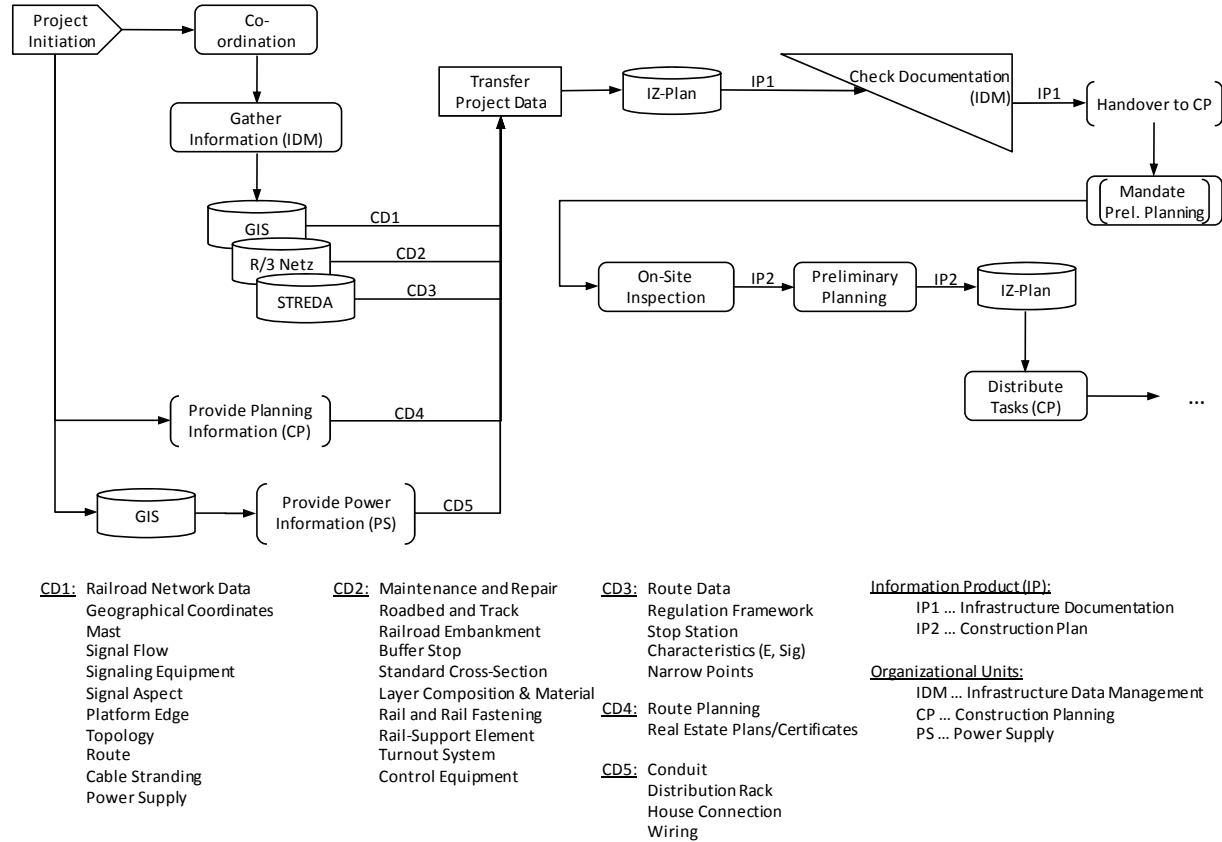 Project
Initiation
Co-
ordination
Gather
Information (IDM)
GIS
R/3 Netz
STREDA
CD1
CD2
CD3
Provide Planning
Information (CP)
CD4
GIS
Provide Power
Information (PS)
CD5
Transfer
Project Data
IZ-Plan
IP1
Check Documentation
(IDM)
IP1
Handover to CP
Mandate
Prel. Planning
On-Site
Inspection
IP2
Preliminary
Planning
IP2
IZ-Plan
Distribute
Tasks (CP)
...
CD1: Railroad Network Data
Geographical Coordinates
Mast
Signal Flow
Signaling Equipment
Signal Aspect
Platform Edge
Topology
Route
Cable Stranding
Power Supply
CD2: Maintenance and Repair
Roadbed and Track
Railroad Embankment
Buffer Stop
Standard Cross-Section
Layer Composition & Material
Rail and Rail Fastening
Rail-Support Element
Turnout System
Control Equipment
CD3: Route Data
Regulation Framework
Stop Station
Characteristics (E, Sig)
Narrow Points
CD4: Route Planning
Real Estate Plans/Certificates
CD5: Conduit
Distribution Rack
House Connection
Wiring
Information Product (IP):
IP1 ... Infrastructure Documentation
IP2 ... Construction Plan
Organizational Units:
IDM ... Infrastructure Data Management
CP ... Construction Planning
PS ... Power Supply